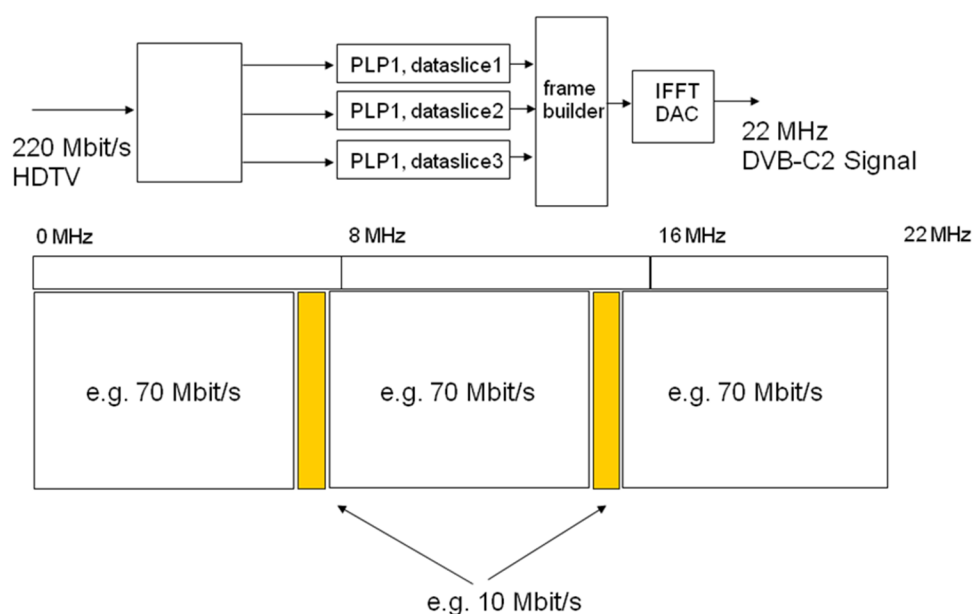 PLP1, dataslice1
PLP1, dataslice2
PLP1, dataslice3
frame
builder
IFFT
DAC
220 Mbit/s
HDTV
22 MHz
DVB-C2 Signal
0 MHz
8 MHz
16 MHz
22 MHz
e.g. 70 Mbit/s
e.g. 70 Mbit/s
e.g. 70 Mbit/s
e.g. 10 Mbit/s